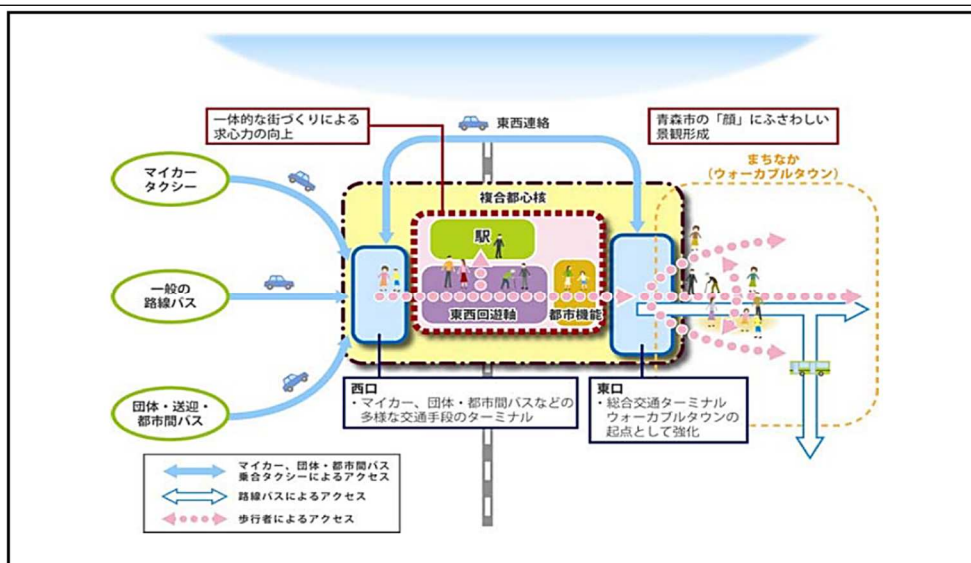 一体的な街づくりによる
求心力の向上
東西連絡
青森市の「顔」にふさわしい
景観形成
まちなか
(ウォーカブルタウン)
マイカー
タクシー
複合都心核
駅
一般の
路線バス
東西回遊軸
都市機能
団体・送迎・
都市間バス
西口
・マイカー、団体・都市間バスなどの
多様な交通手段のターミナル
東口
・総合交通ターミナル
ウォーカブルタウンの
起点として強化
マイカー、団体・都市間バス
乗合タクシーによるアクセス
路線バスによるアクセス
歩行者によるアクセス